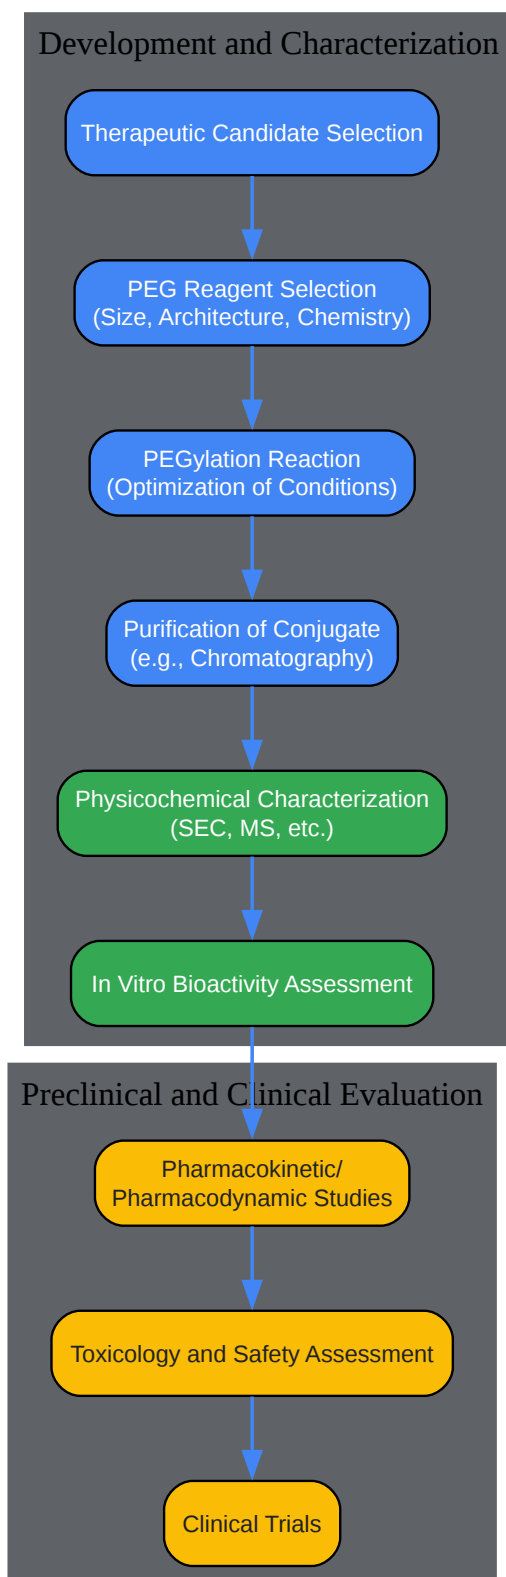 Development and Characterization
Therapeutic Candidate Selection
PEG Reagent Selection
(Size, Architecture, Chemistry)
PEGylation Reaction
(Optimization of Conditions)
Purification of Conjugate
(e.g., Chromatography)
Physicochemical Characterization
(SEC, MS, etc.)
In Vitro Bioactivity Assessment
Preclinical and Clinical Evaluation
Pharmacokinetic/
Pharmacodynamic Studies
Toxicology and Safety Assessment
Clinical Trials